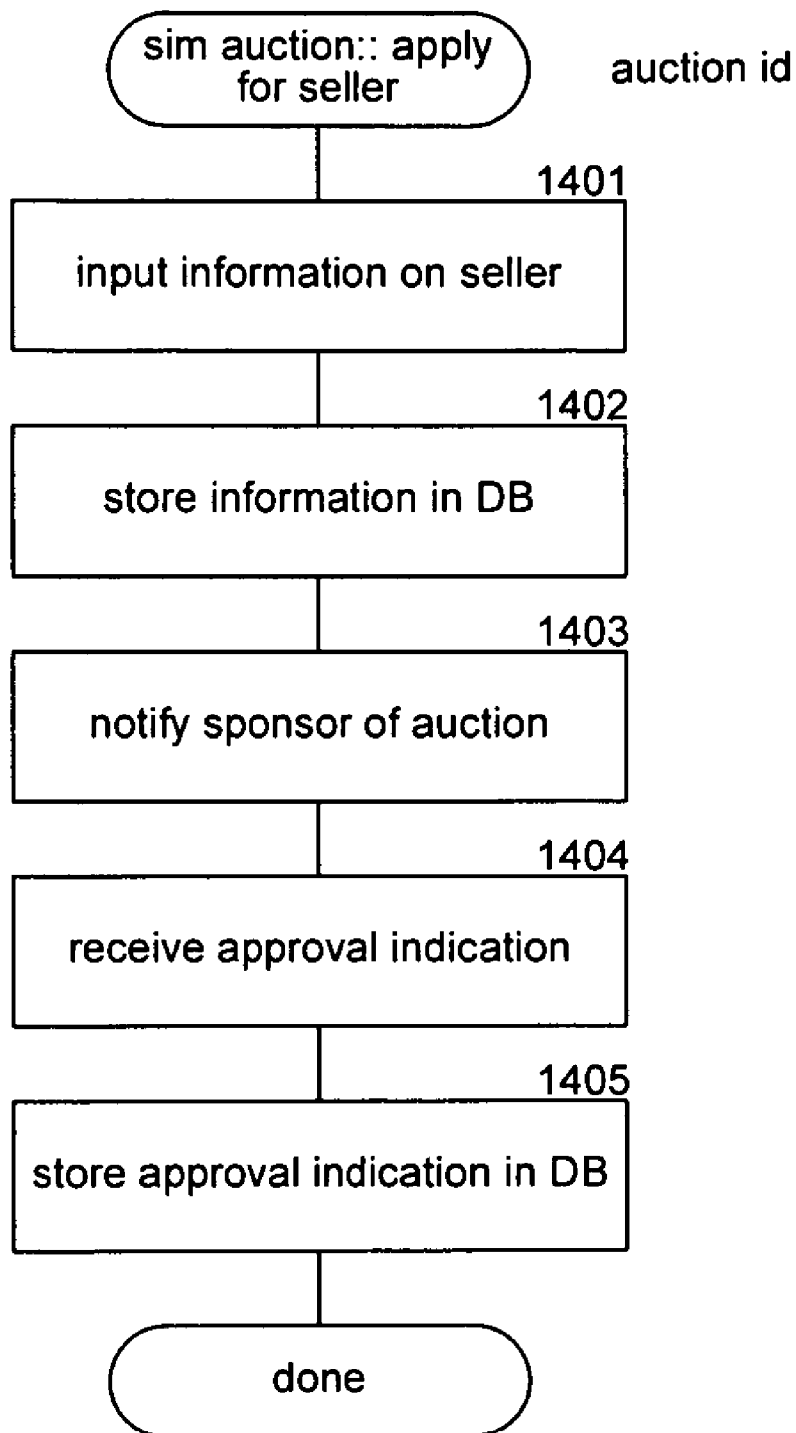 sim auction:: apply
for seller
auction id
1401
input information on seller
1402
store information in DB
1403
notify sponsor of auction
1404
receive approval indication
1405
store approval indication in DB
done